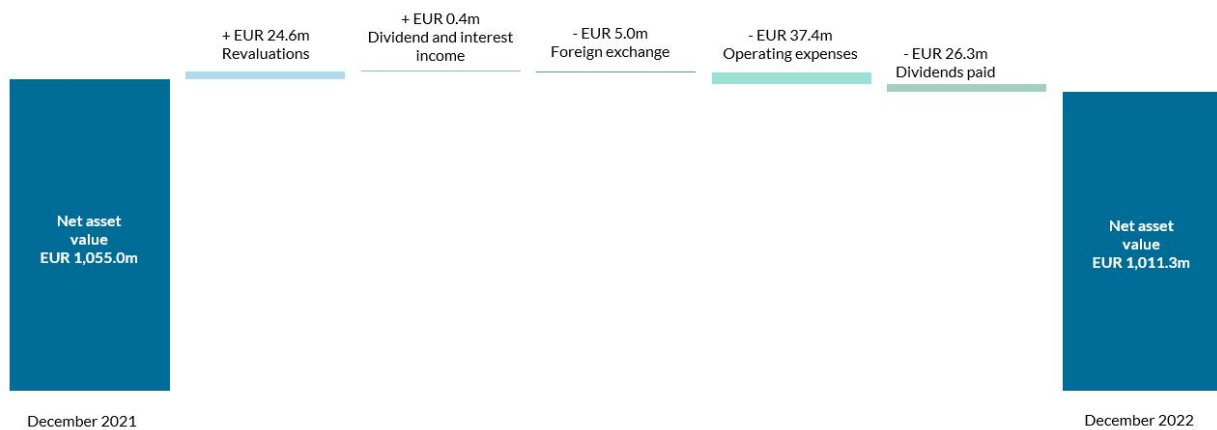 + EUR 24.6m
Revaluations
+ EUR 0.4m
Dividend and interest
income
- EUR 5.0m
Foreign exchange
- EUR 37.4m
Operating expenses
- EUR 26.3m
Dividends paid
Net asset
value
EUR 1,055.0m
Net asset
value
EUR 1,011.3m
December 2021
December 2022